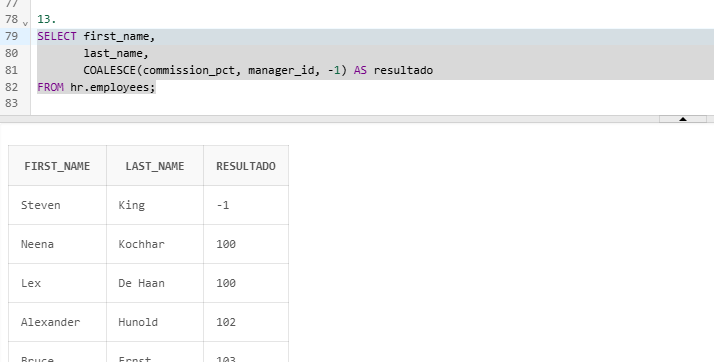 77
78 13.
79 SELECT first_name,
80 last_name,
81 COALESCE(commission_pct, manager_id, -1) AS resultado
82 FROM hr.employees;
83
FIRST_NAME LAST_NAME RESULTADO
Steven King -1
Neena Kochhar 100
Lex De Haan 100
Alexander Hunold 102
Bruce Ernst 103